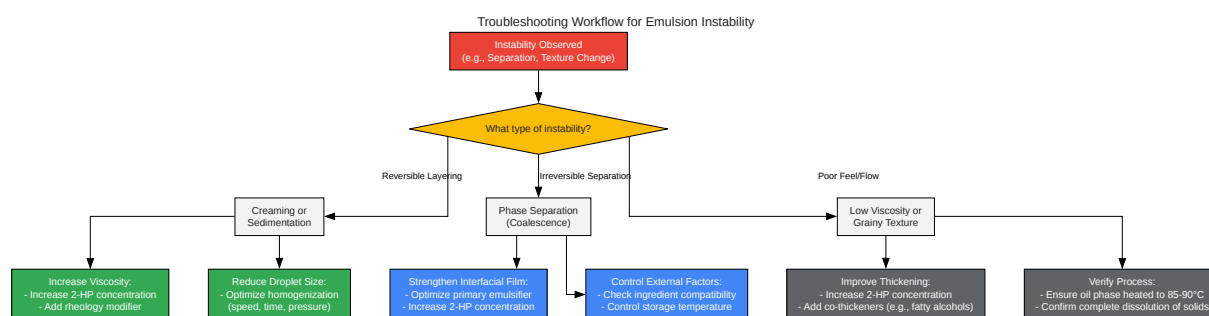 Troubleshooting Workflow for Emulsion Instability
Instability Observed
(e.g., Separation, Texture Change)
What type of instability?
Reversible Layering
Irreversible Separation
Poor Feel/Flow
Creaming or
Sedimentation
Phase Separation
(Coalescence)
Low Viscosity or
Grainy Texture
Increase Viscosity:
- Increase 2-HP concentration
- Add rheology modifier
Reduce Droplet Size:
- Optimize homogenization
(speed, time, pressure)
Strengthen Interfacial Film:
- Optimize primary emulsifier
- Increase 2-HP concentration
Control External Factors:
- Check ingredient compatibility
- Control storage temperature
Improve Thickening:
- Increase 2-HP concentration
- Add co-thickeners (e.g., fatty alcohols)
Verify Process:
- Ensure oil phase heated to 85-90°C
- Confirm complete dissolution of solids